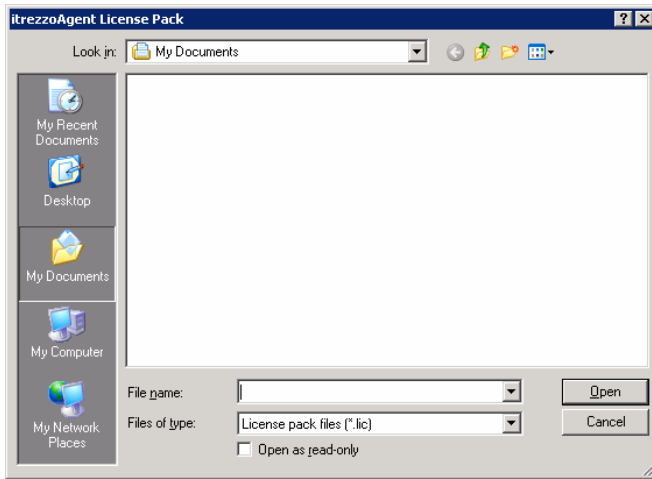 itrezzoAgent License Pack
Look in:
My Documents
My Recent
Documents
Desktop
My Documents
My Computer
My Network
Places
File name:
Open
Files of type:
License pack files (*.lic)
Cancel
Open as read-only